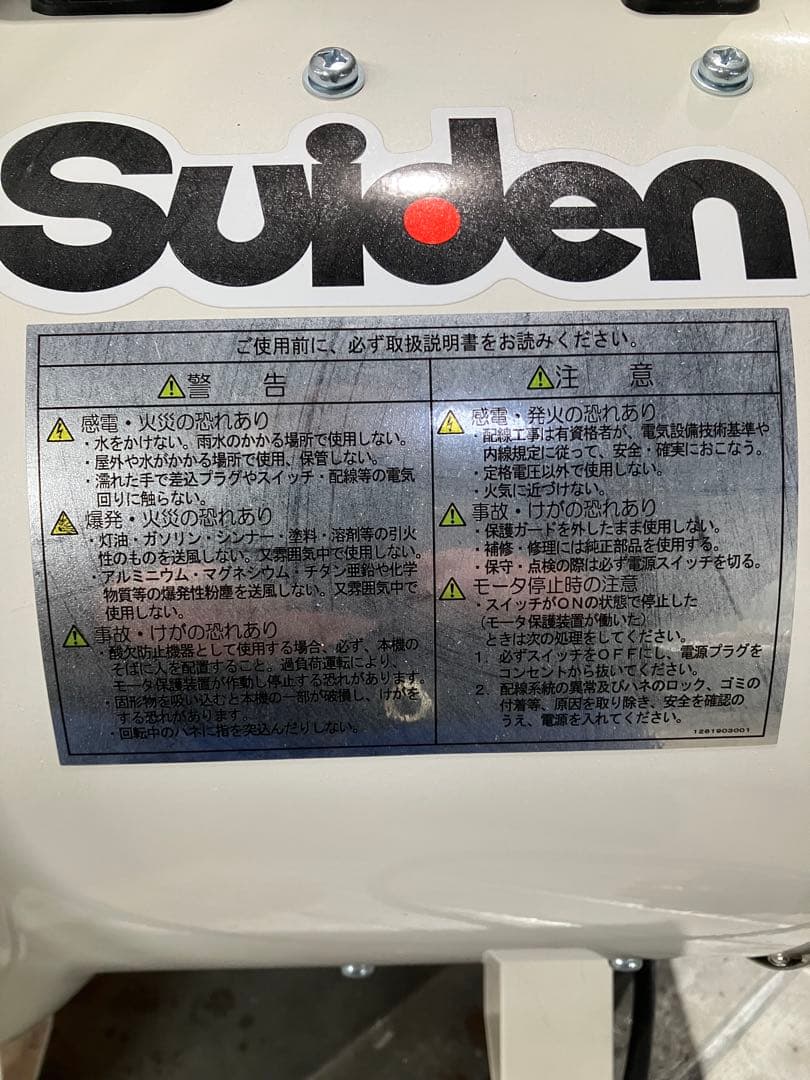 Suiden
ご使用前に、必ず取扱説明書をお読みください。
警 告
感電・火災の恐れあり
・水をかけない。雨水のかかる場所で使用しない。
・屋外や水がかかる場所で使用、保管しない。
・濡れた手で差込プラグやスイッチ・配線等の電気
回りに触らない。
爆発・火災の恐れあり
・灯油・ガソリン・シンナー・塗料・溶剤等の引火
性のものを送風しない。又雰囲気中で使用しない。
・アルミニウム・マグネシウム・チタン亜鉛や化学
物質等の爆発性粉塵を送風しない。又雰囲気中で
使用しない。
事故・けがの恐れあり
・酸欠防止機器として使用する場合、必ず、本機の
そばに人を配置すること。過負荷運転により、
モータ保護装置が作動し停止する恐れがあります。
・固形物を吸い込むと本機の一部が破損し、けがを
する恐れがあります。
・回転中のハネに指を突込んだりしない。
注 意
感電・発火の恐れあり
・配線工事は有資格者が、電気設備技術基準や
内線規定に従って、安全・確実におこなう。
・定格電圧以外で使用しない。
・火気に近づけない。
事故・けがの恐れあり
・保護ガードを外したまま使用しない。
・補修・修理には純正部品を使用する。
・保守・点検の際は必ず電源スイッチを切る。
モータ停止時の注意
・スイッチがONの状態で停止した
(モータ保護装置が働いた)
ときは次の処理をしてください。
1．必ずスイッチをOFFにし、電源プラグを
コンセントから抜いてください。
2．配線系統の異常及びハネのロック、ゴミの
付着等、原因を取り除き、安全を確認の
うえ、電源を入れてください。
1261903001